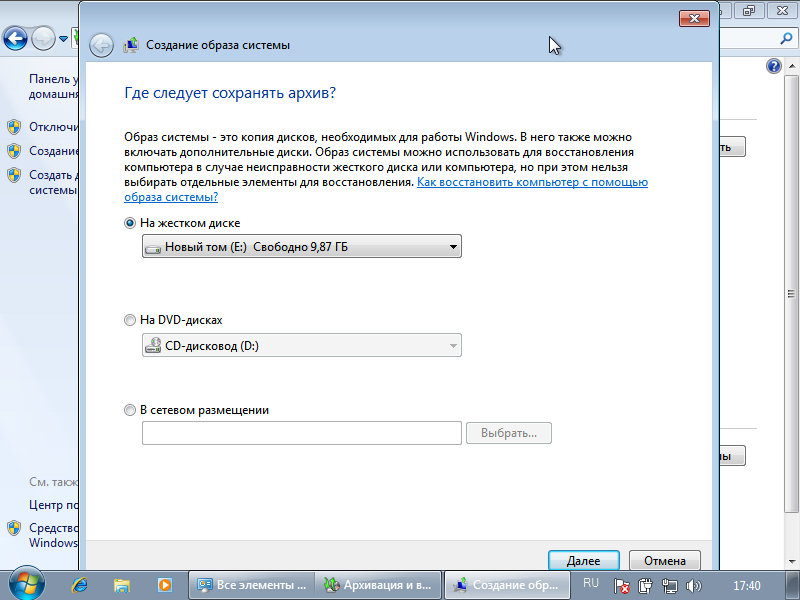 Создание образа системы
Панель у
домашня
Отключи
Создание
Создать д
системы
Где следует сохранять архив?
Образ системы - это копия дисков, необходимых для работы Windows. В него также можно
включать дополнительные диски. Образ системы можно использовать для восстановления
компьютера в случае неисправности жесткого диска или компьютера, но при этом нельзя
выбирать отдельные элементы для восстановления. Как восстановить компьютер с помощью
образа системы?
На жестком диске
Новый том (E:) Свободно 9,87 ГБ
На DVD-дисках
CD-дисковод (D:)
В сетевом размещении
Выбрать...
ть
ны
См. также
Центр по
Средство
Windows
Далее
Отмена
Все элементы ...
Архивация и в...
Создание обр...
RU
17:40